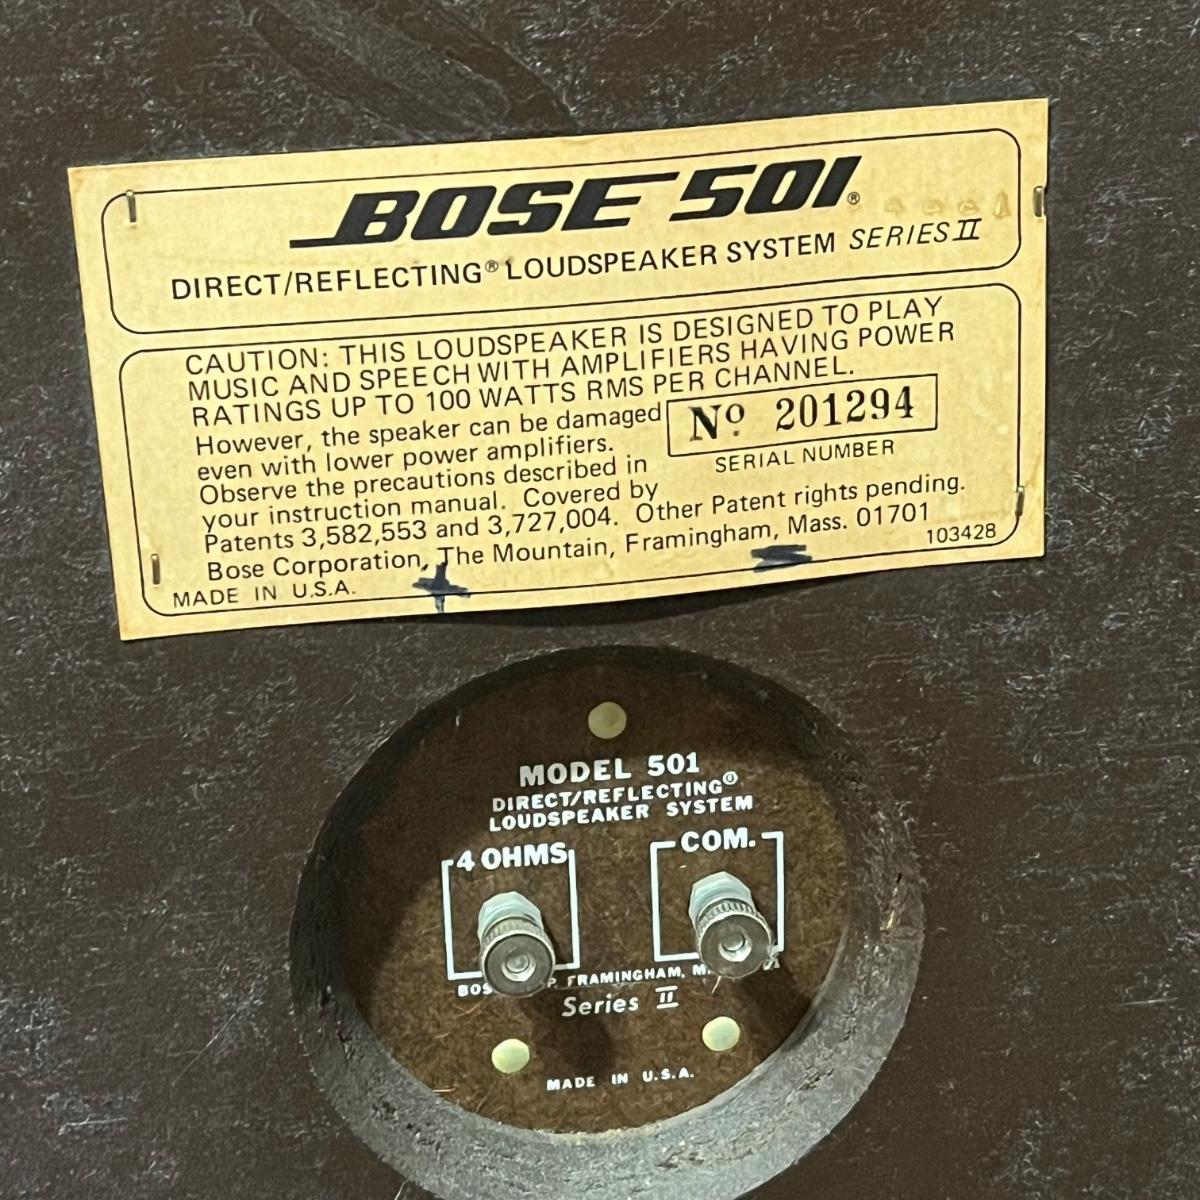 BOSE 501®
DIRECT/REFLECTING® LOUDSPEAKER SYSTEM SERIES II
CAUTION: THIS LOUDSPEAKER IS DESIGNED TO PLAY
MUSIC AND SPEECH WITH AMPLIFIERS HAVING POWER
RATINGS UP TO 100 WATTS RMS PER CHANNEL.
However, the speaker can be damaged
even with lower power amplifiers.
Observe the precautions described in
your instruction manual. Covered by
Patents 3,582,553 and 3,727,004. Other Patent rights pending.
Nº 201294
SERIAL NUMBER
Bose Corporation, The Mountain, Framingham, Mass. 01701
MADE IN U.S.A.
103428
MODEL 501
DIRECT/REFLECTING®
LOUDSPEAKER SYSTEM
4 OHMS
COM.
FRAMINGHAM,
Series II
MADE IN U.S.A.